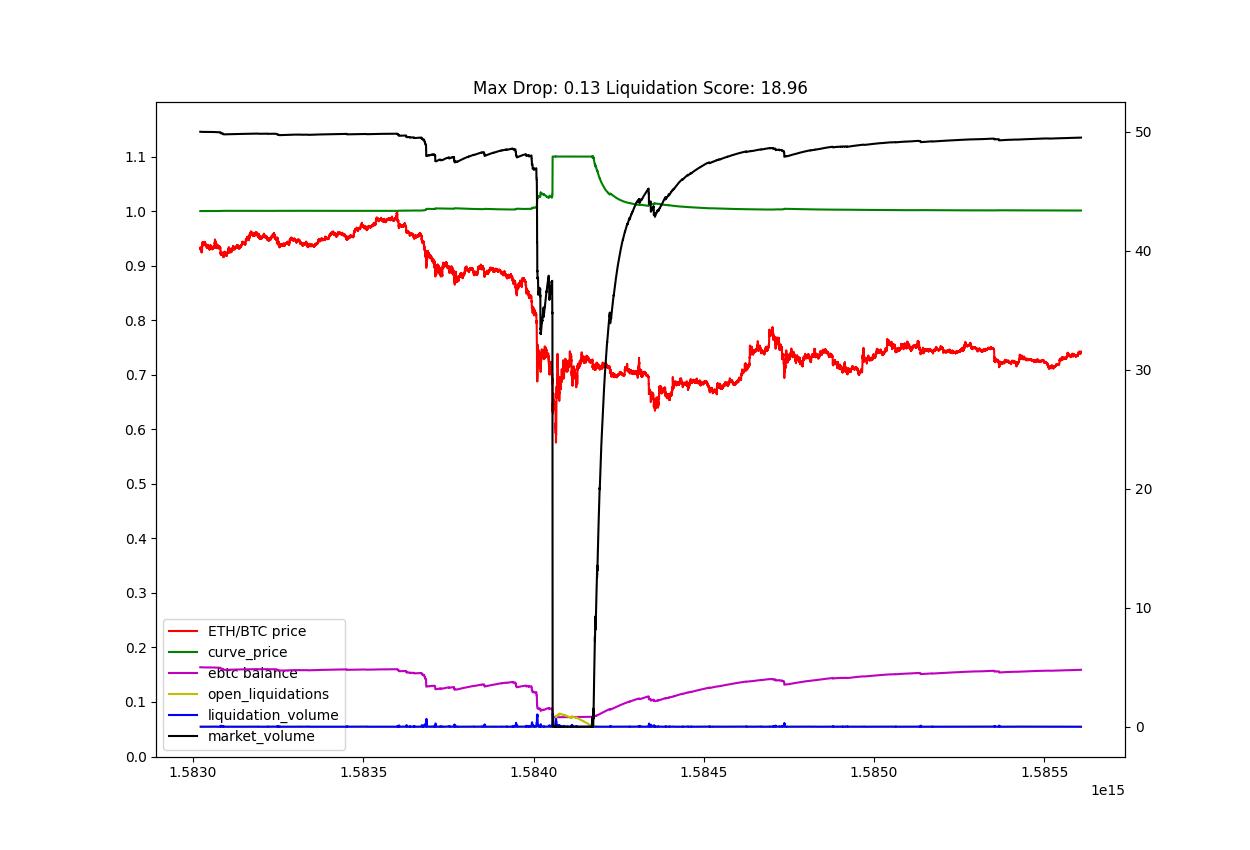 Max Drop: 0.13 Liquidation Score: 18.96
1.1
1.0
0.9
0.8
0.7
0.6
0.5
0.4
0.3
0.2
0.1
0.0
50
40
30
20
10
0
ETH/BTC price
curve_price
ebtc balance
open_liquidations
liquidation_volume
market_volume
1.5830 1.5835 1.5840 1.5845 1.5850 1.5855
1e15